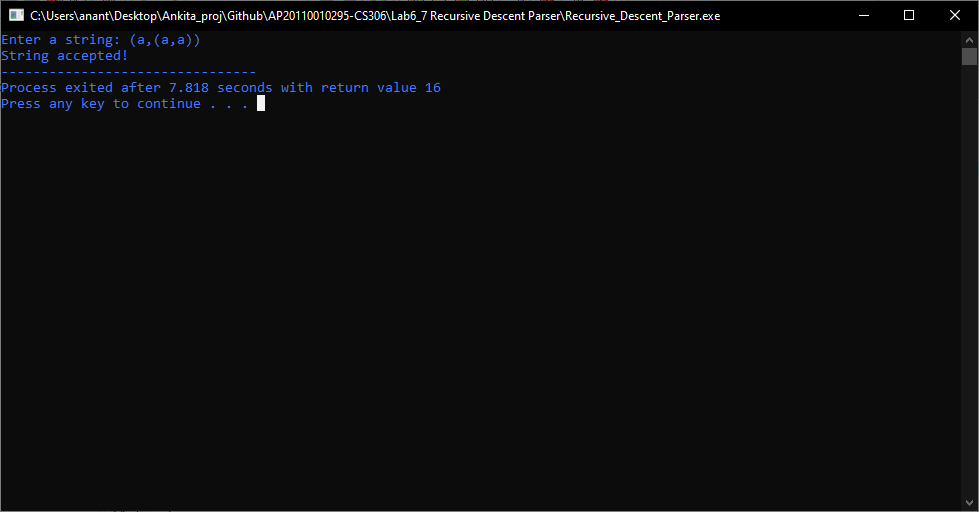 C:\Users\anant\Desktop\Ankita_proj\Github\AP20110010295-CS306\Lab6_7 Recursive Descent Parser\Recursive_Descent_Parser.exe
Enter a string: (a,(a,a))
String accepted!
--------------------------------
Process exited after 7.818 seconds with return value 16
Press any key to continue . . .